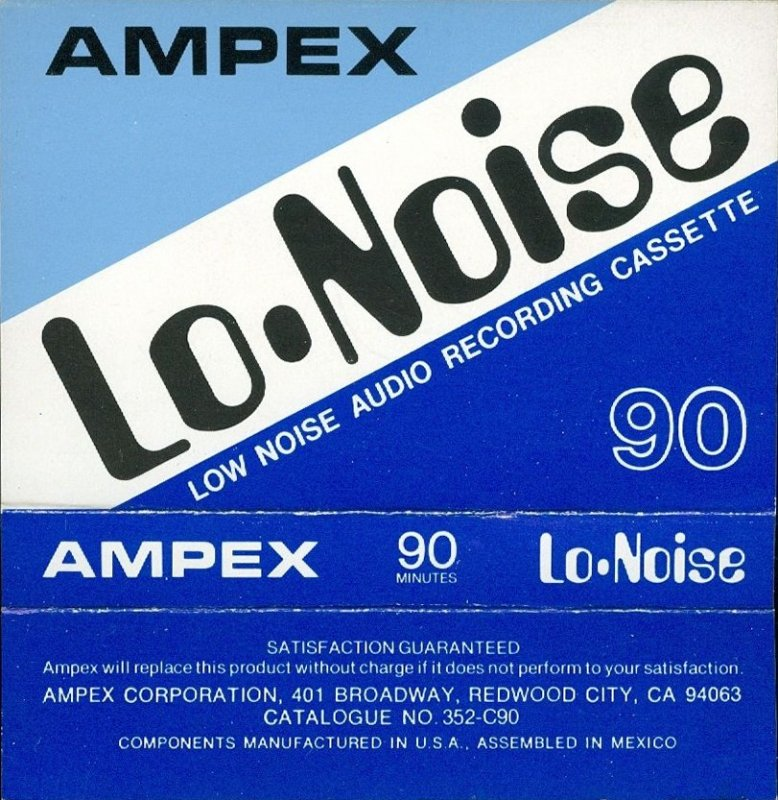 AMPEX
Lo•Noise
LOW NOISE AUDIO RECORDING CASSETTE
90
AMPEX
90
MINUTES
Lo•Noise
SATISFACTION GUARANTEED
Ampex will replace this product without charge if it does not perform to your satisfaction.
AMPEX CORPORATION, 401 BROADWAY, REDWOOD CITY, CA 94063
CATALOGUE NO. 352-C90
COMPONENTS MANUFACTURED IN U.S.A., ASSEMBLED IN MEXICO